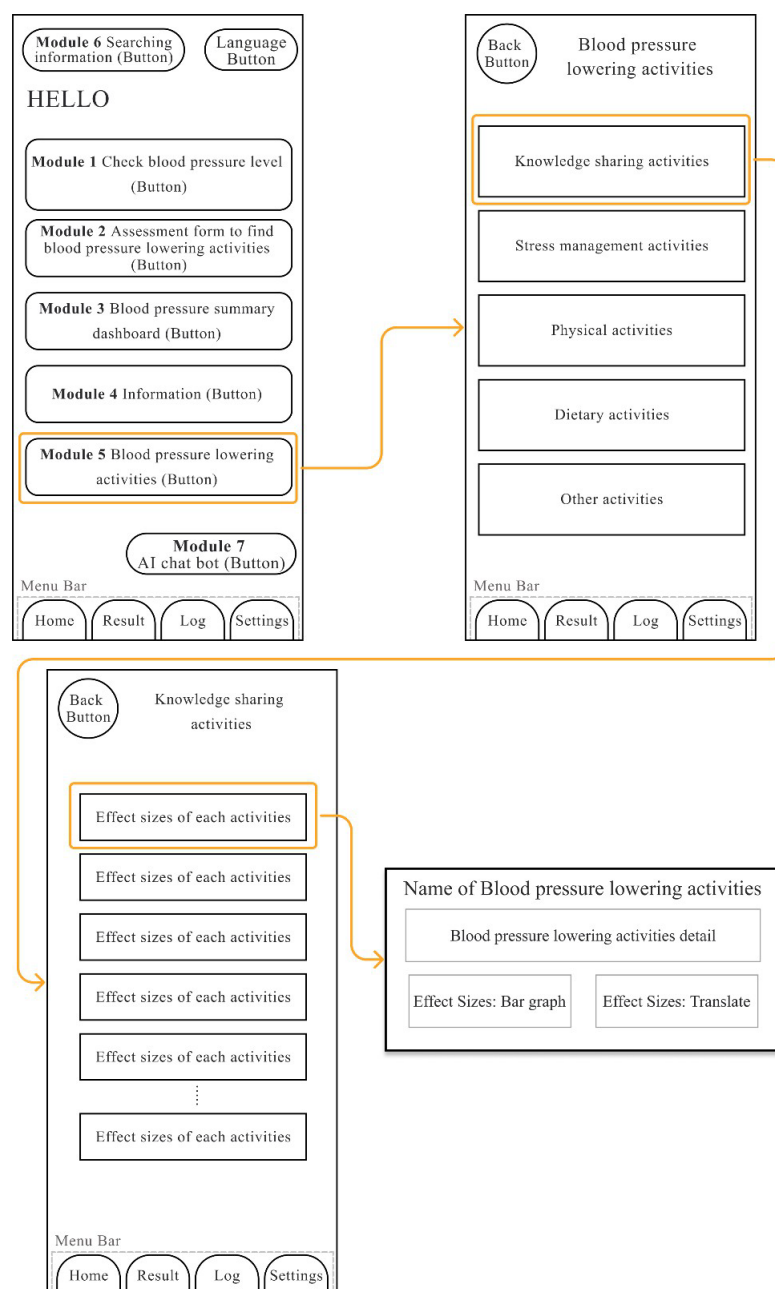 Module 6 Searching
information (Button)
Language
Button
HELLO
Module 1 Check blood pressure level
(Button)
Module 2 Assessment form to find
blood pressure lowering activities
(Button)
Module 3 Blood pressure summary
dashboard (Button)
Module 4 Information (Button)
Module 5 Blood pressure lowering
activities (Button)
Module 7
AI chat bot (Button)
Menu Bar
Home
Result
Log
Settings
Back
Button
Blood pressure
lowering activities
Knowledge sharing activities
Stress management activities
Physical activities
Dietary activities
Other activities
Menu Bar
Home
Result
Log
Settings
Back
Button
Knowledge sharing
activities
Effect sizes of each activities
Effect sizes of each activities
Effect sizes of each activities
Effect sizes of each activities
Effect sizes of each activities
Effect sizes of each activities
Menu Bar
Home
Result
Log
Settings
Name of Blood pressure lowering activities
Blood pressure lowering activities detail
Effect Sizes: Bar graph
Effect Sizes: Translate